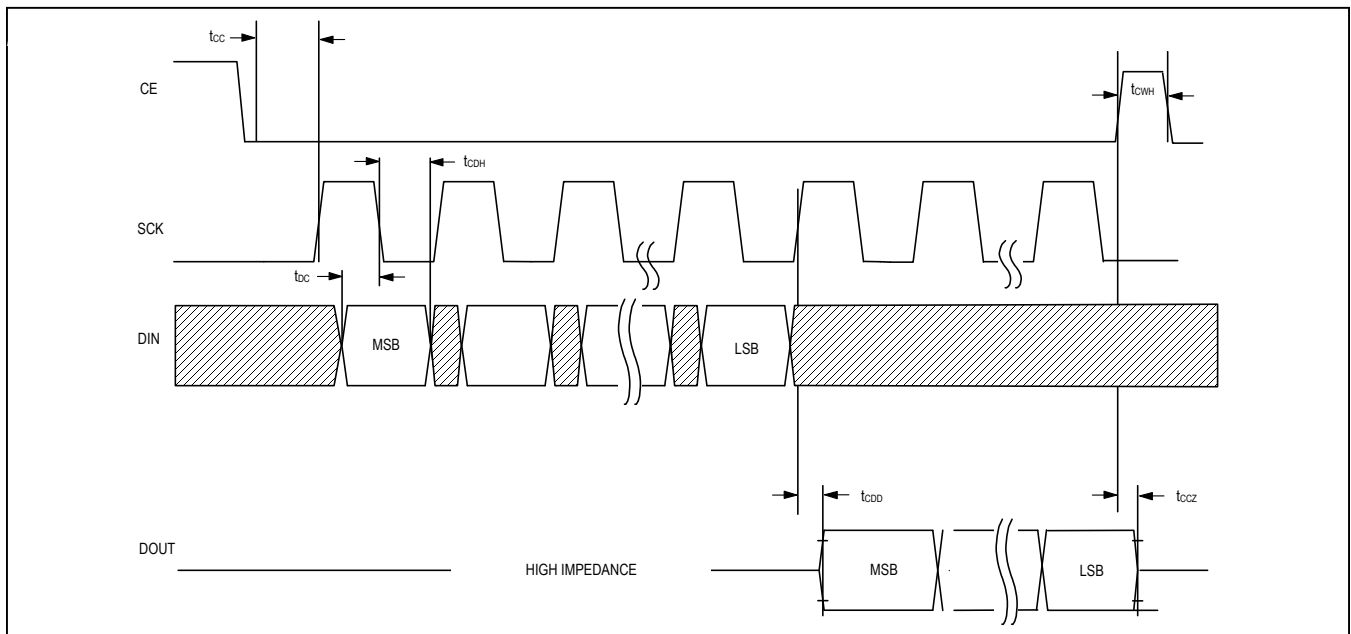 tCC
CE
tCWH
tCDH
SCK
tDC
DIN
MSB
LSB
tCDD
tCCZ
DOUT
HIGH IMPEDANCE
MSB
LSB